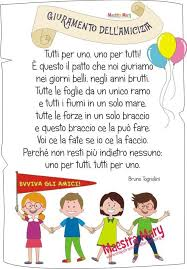 Maestra Mary
GIURAMENTO DELL'AMICIZIA
Tutti per uno, uno per tutti!
È questo il patto che noi giuriamo
nei giorni belli, negli anni brutti.
Tutte le foglie da un unico ramo
e tutti i fiumi in un solo mare,
tutte le forze in un solo braccio
e questo braccio ce la può fare.
Voi ce la fate se io ce la faccio.
Perché non resti più indietro nessuno:
uno per tutti, tutti per uno.
Bruno Tognolini
EVVIVA GLI AMICI!
Maestra Mary